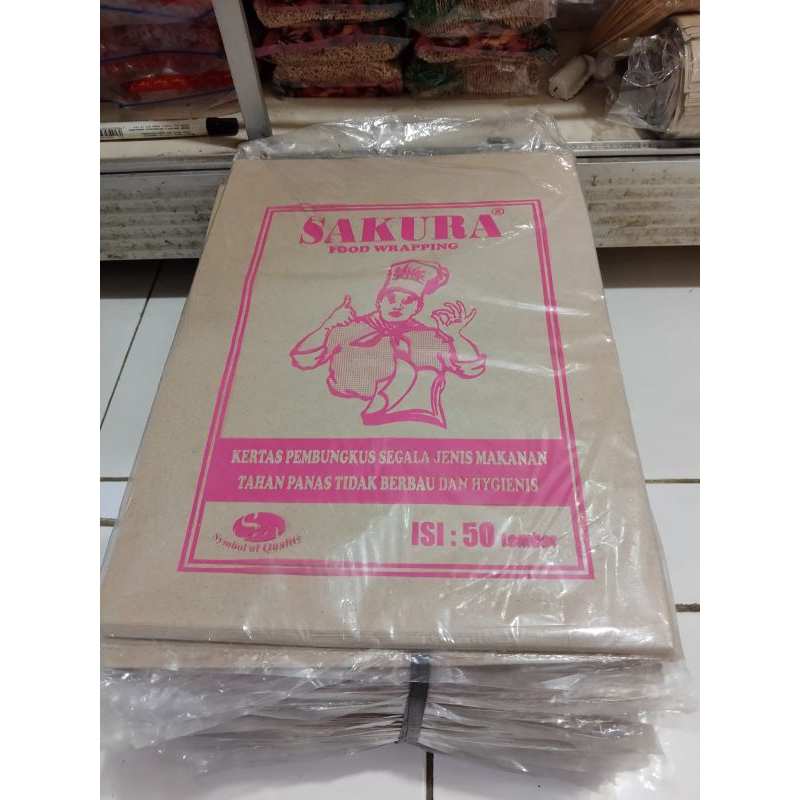 SAKURA®
FOOD WRAPPING
KERTAS PEMBUNGKUS SEGALA JENIS MAKANAN
TAHAN PANAS TIDAK BERBAU DAN HYGIENIS
Symbol of Quality
ISI : 50 Lembar